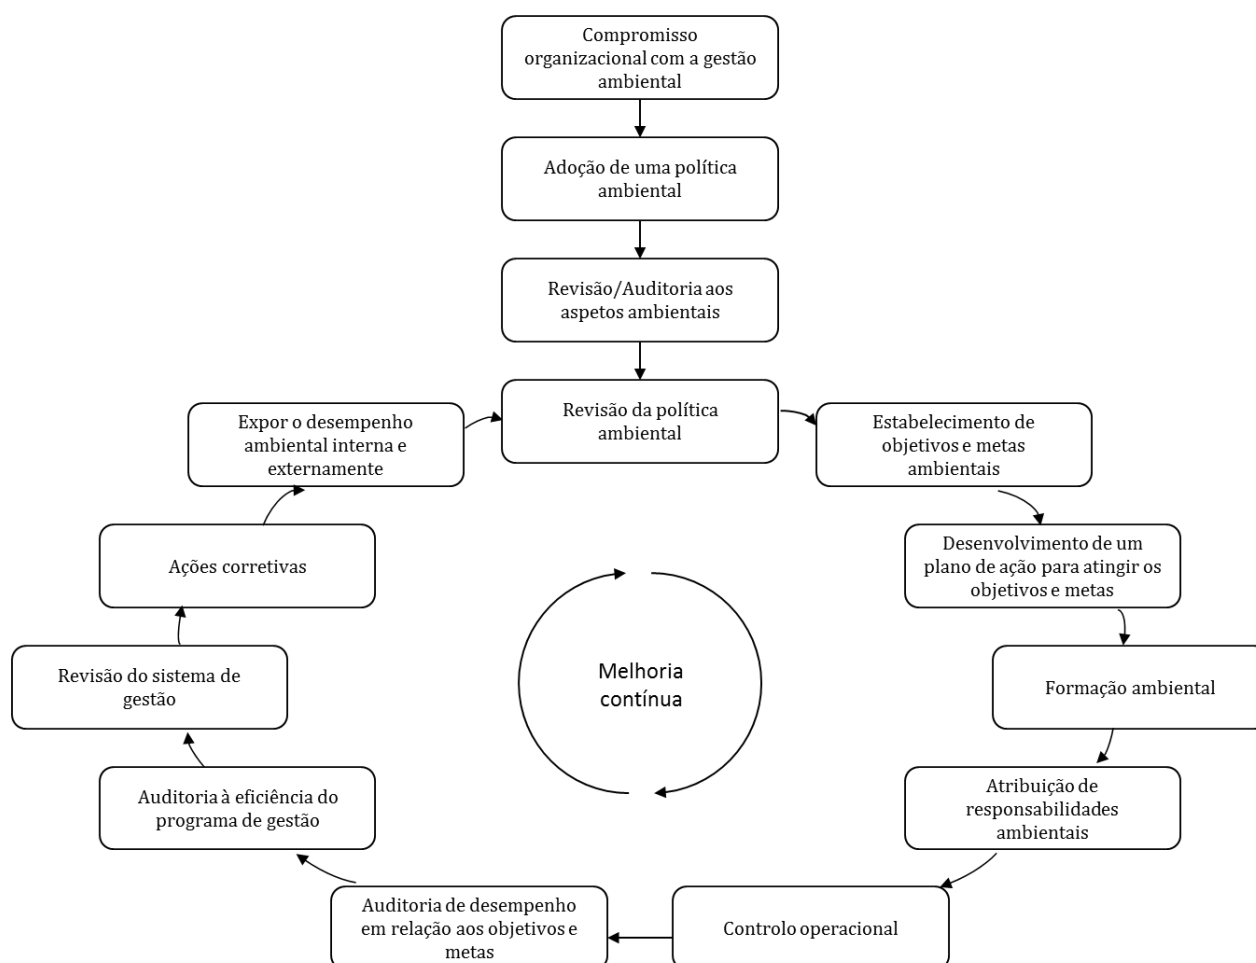 Compromisso
organizacional com a gestão
ambiental
Adoção de uma política
ambiental
Revisão/Auditoria aos
aspetos ambientais
Revisão da política
ambiental
Estabelecimento de
objetivos e metas
ambientais
Desenvolvimento de um
plano de ação para atingir os
objetivos e metas
Formação ambiental
Atribuição de
responsabilidades
ambientais
Controlo operacional
Auditoria de desempenho
em relação aos objetivos e
metas
Auditoria à eficiência do
programa de gestão
Revisão do sistema de
gestão
Ações corretivas
Expor o desempenho
ambiental interna e
externamente
Melhoria
contínua